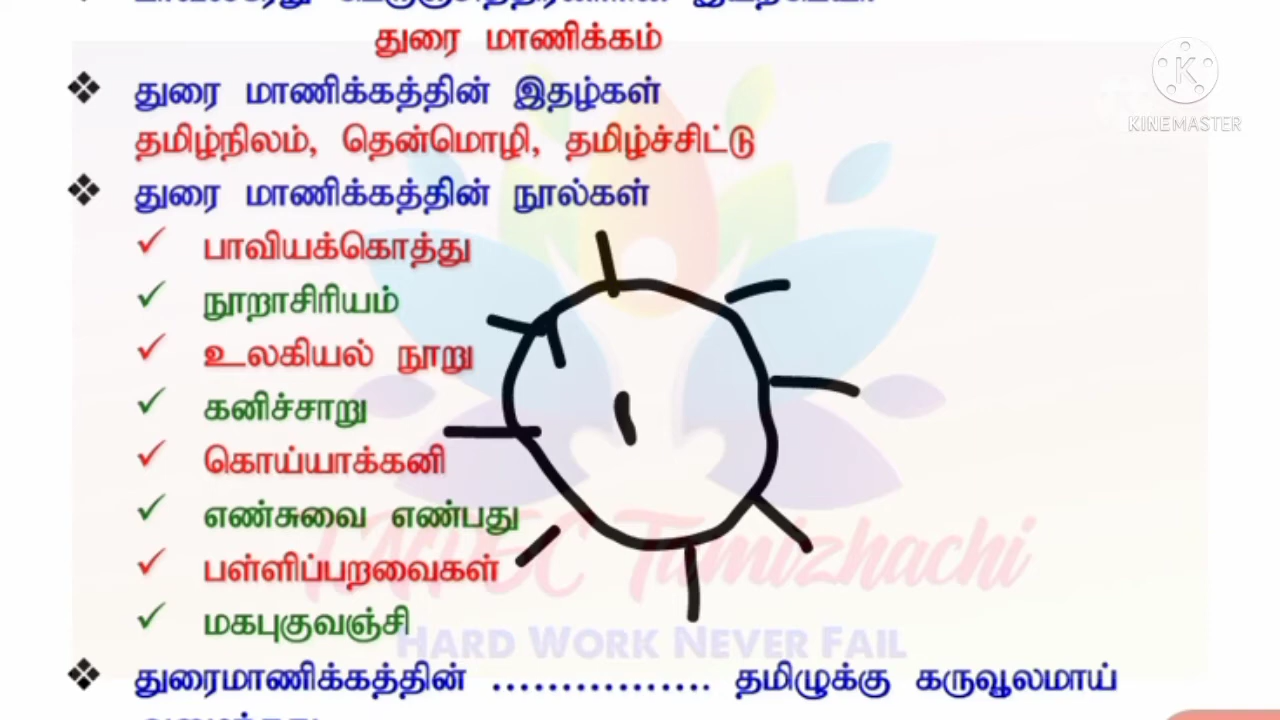 துரை மாணிக்கம்
KINEMASTER
துரை மாணிக்கத்தின் இதழ்கள்
தமிழ்நிலம், தென்மொழி, தமிழ்ச்சிட்டு
துரை மாணிக்கத்தின் நூல்கள்
பாவியக்கொத்து
நூறாசிரியம்
உலகியல் நூறு
கனிச்சாறு
கொய்யாக்கனி
எண்சுவை எண்பது
பள்ளிப்பறவைகள்
Tamizhachi
மகபுகுவஞ்சி
HARD WORK NEVER FAIL
துரைமாணிக்கத்தின் ................. தமிழுக்கு கருவூலமாய்